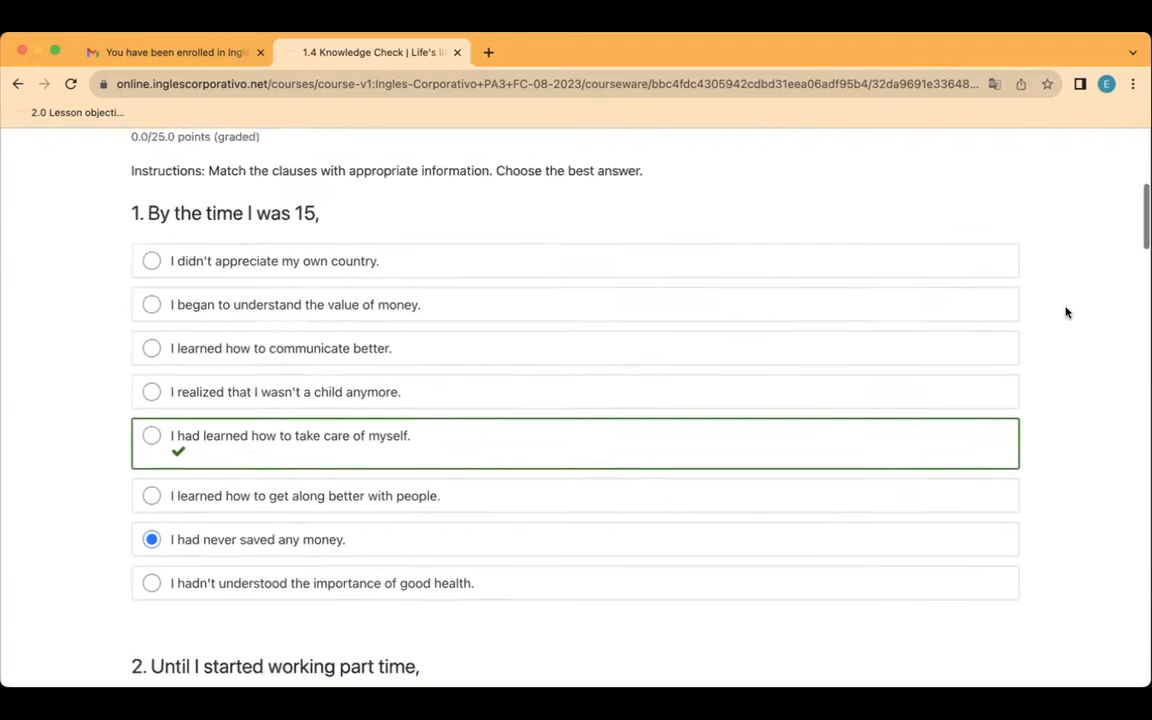 You have been enrolled in Ingl
1.4 Knowledge Check | Life's li
online.inglescorporativo.net/courses/course-v1:Ingles-Corporativo+PA3+FC-08-2023/courseware/bbc4fdc4305942cdbd31eea06adf95b4/32da9691e33648...
E
2.0 Lesson objecti...
0.0/25.0 points (graded)
Instructions: Match the clauses with appropriate information. Choose the best answer.
1. By the time I was 15,
I didn't appreciate my own country.
I began to understand the value of money.
I learned how to communicate better.
I realized that I wasn't a child anymore.
I had learned how to take care of myself.
I learned how to get along better with people.
I had never saved any money.
I hadn't understood the importance of good health.
2. Until I started working part time,